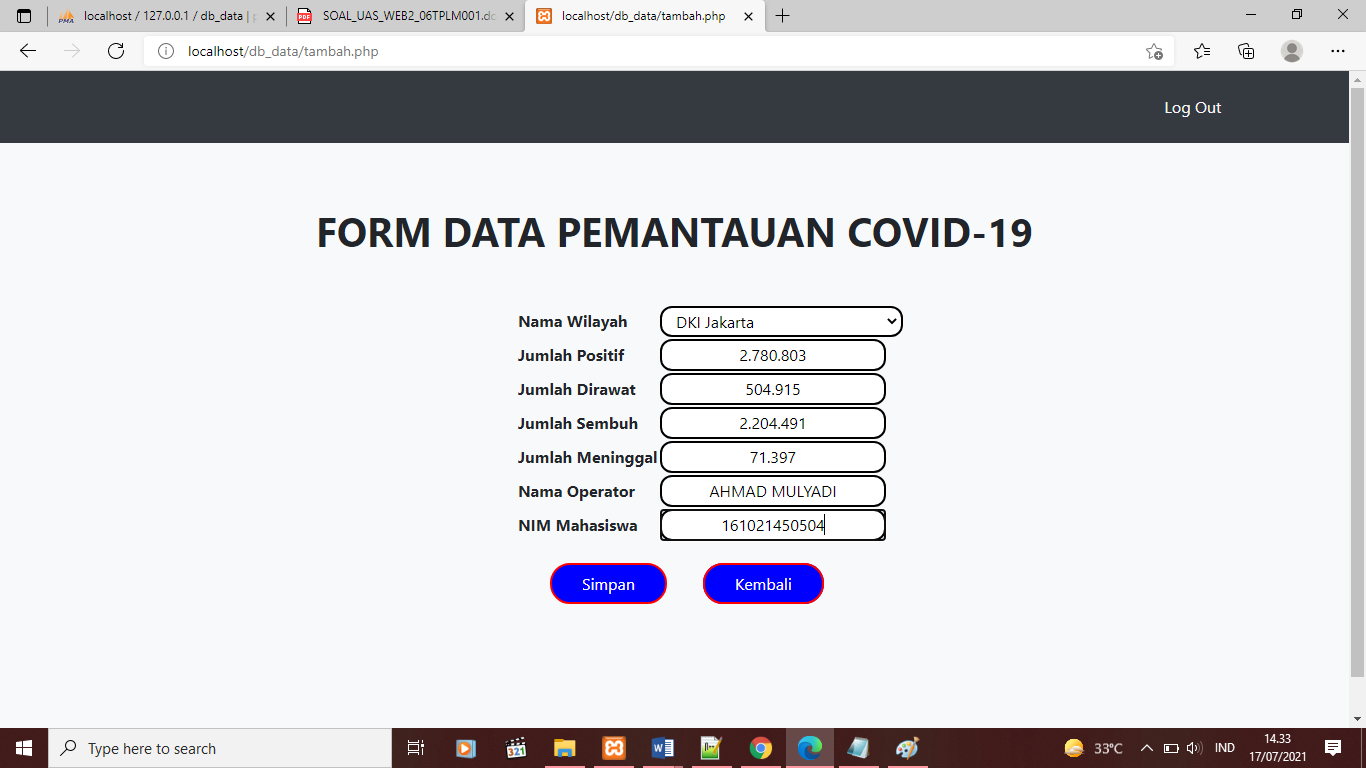 localhost / 127.0.0.1 / db_data | p
SOAL_UAS_WEB2_06TPLM001.do
localhost/db_data/tambah.php
localhost/db_data/tambah.php
Log Out
FORM DATA PEMANTAUAN COVID-19
Nama Wilayah DKI Jakarta
Jumlah Positif 2.780.803
Jumlah Dirawat 504.915
Jumlah Sembuh 2.204.491
Jumlah Meninggal 71.397
Nama Operator AHMAD MULYADI
NIM Mahasiswa 161021450504
Simpan Kembali
Type here to search
33°C
IND
14.33
17/07/2021